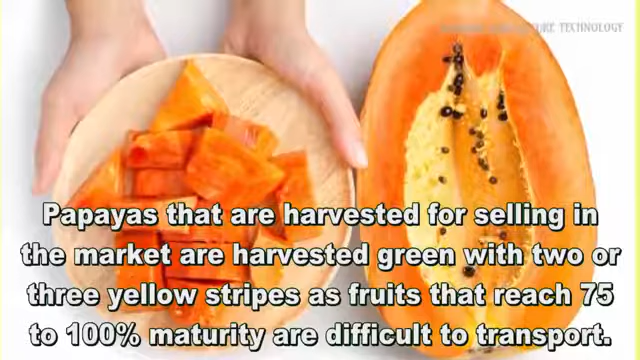 TECHNOLOGY
Papayas that are harvested for selling in
the market are harvested green with two or
three yellow stripes as fruits that reach 75
to 100% maturity are difficult to transport.